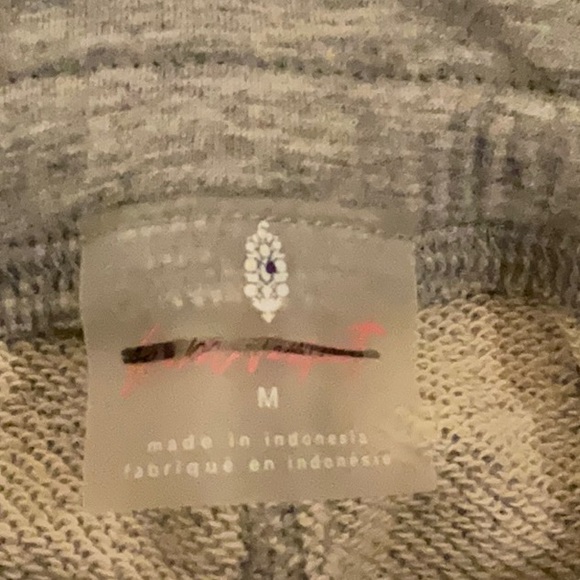 M
made in indonesia
fabriqué en indonésie